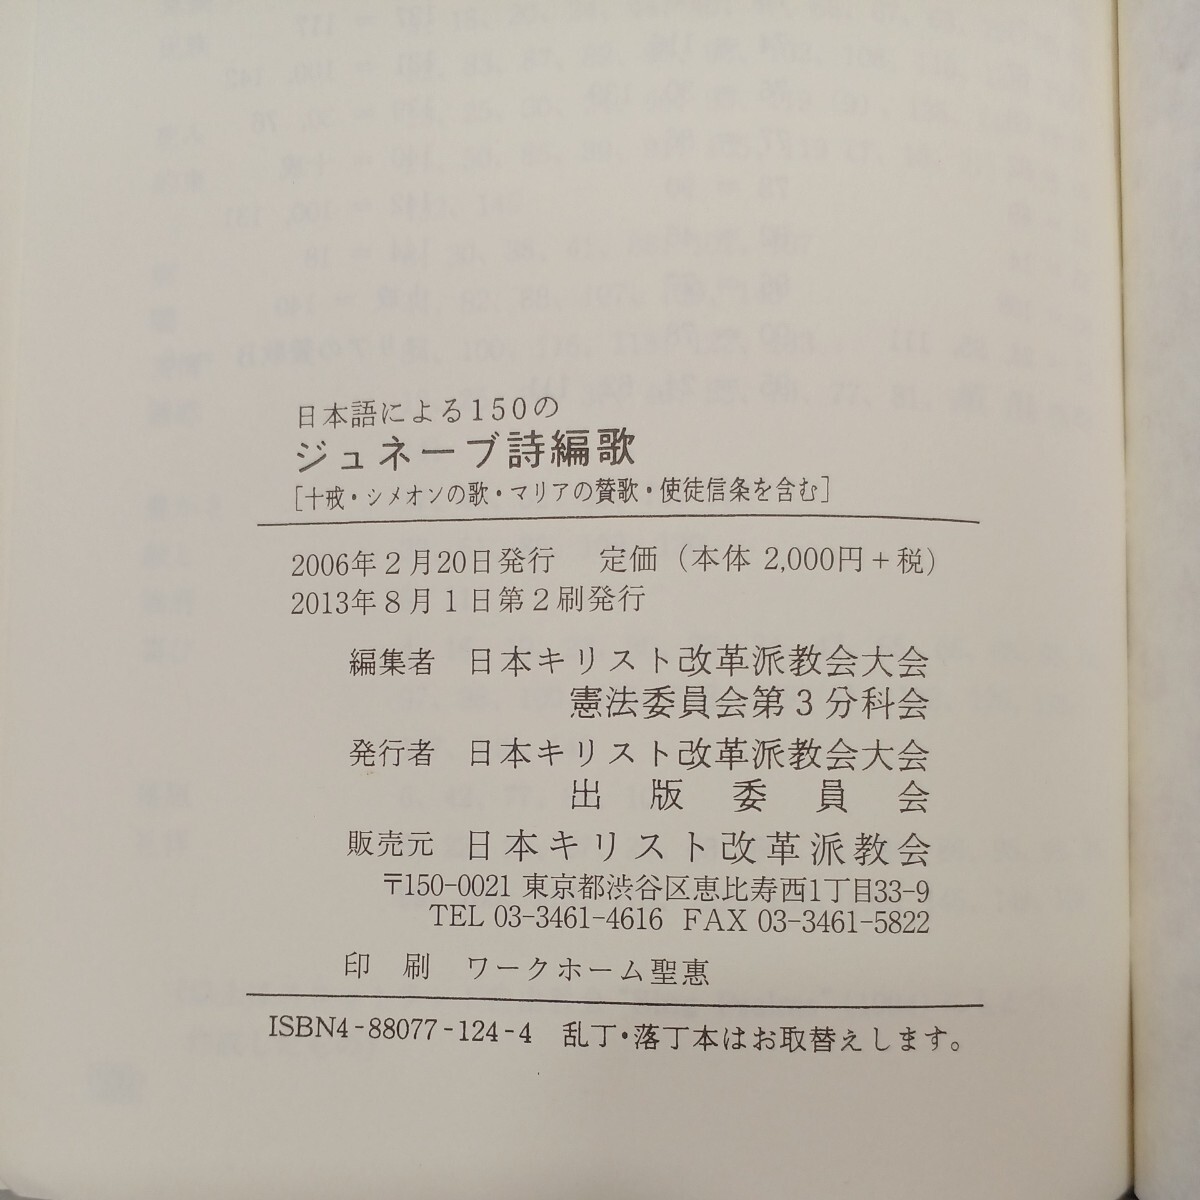 日本語による150の
ジュネーブ詩編歌
[十戒・シメオンの歌・マリアの賛歌・使徒信条を含む]
2006年2月20日発行 定価（本体 2,000円＋税）
2013年8月1日第2刷発行
編集者 日本キリスト改革派教会大会
憲法委員会第3分科会
発行者 日本キリスト改革派教会大会
出版委員会
販売元 日本キリスト改革派教会
〒150-0021 東京都渋谷区恵比寿西1丁目33-9
TEL 03-3461-4616 FAX 03-3461-5822
印刷 ワークホーム聖惠
ISBN4-88077-124-4 乱丁・落丁本はお取替えします。